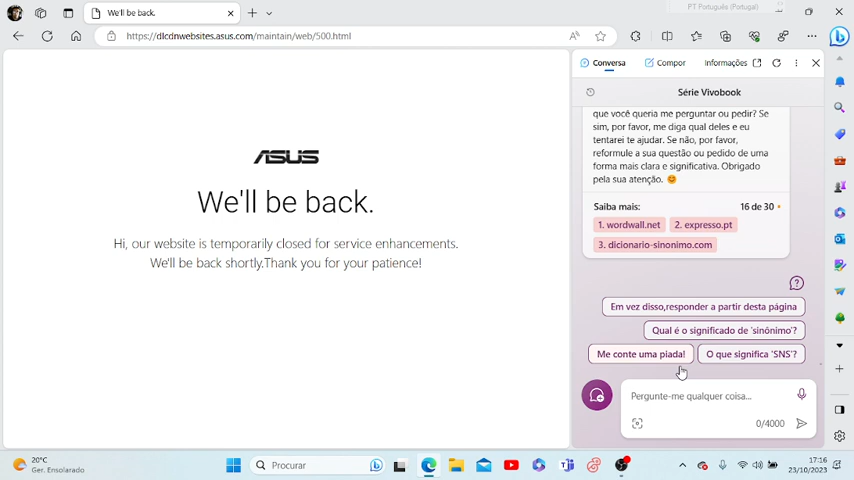 PT Português (Portugal)
We'll be back.
https://dlcdnwebsites.asus.com/maintain/web/500.html
Conversa
Compor
Informações
Série Vivobook
que você queria me perguntar ou pedir? Se
sim, por favor, me diga qual deles e eu
tentarei te ajudar. Se não, por favor,
reformule a sua questão ou pedido de uma
forma mais clara e significativa. Obrigado
pela sua atenção.
Saiba mais:
16 de 30
1. wordwall.net
2. expresso.pt
3. dicionario-sinonimo.com
Em vez disso,responder a partir desta página
Qual é o significado de 'sinônimo'?
Me conte uma piada!
O que significa 'SNS'?
Pergunte-me qualquer coisa...
0/4000
ASUS
We'll be back.
Hi, our website is temporarily closed for service enhancements.
We'll be back shortly.Thank you for your patience!
20°C
Ger. Ensolarado
Procurar
17:16
23/10/2023